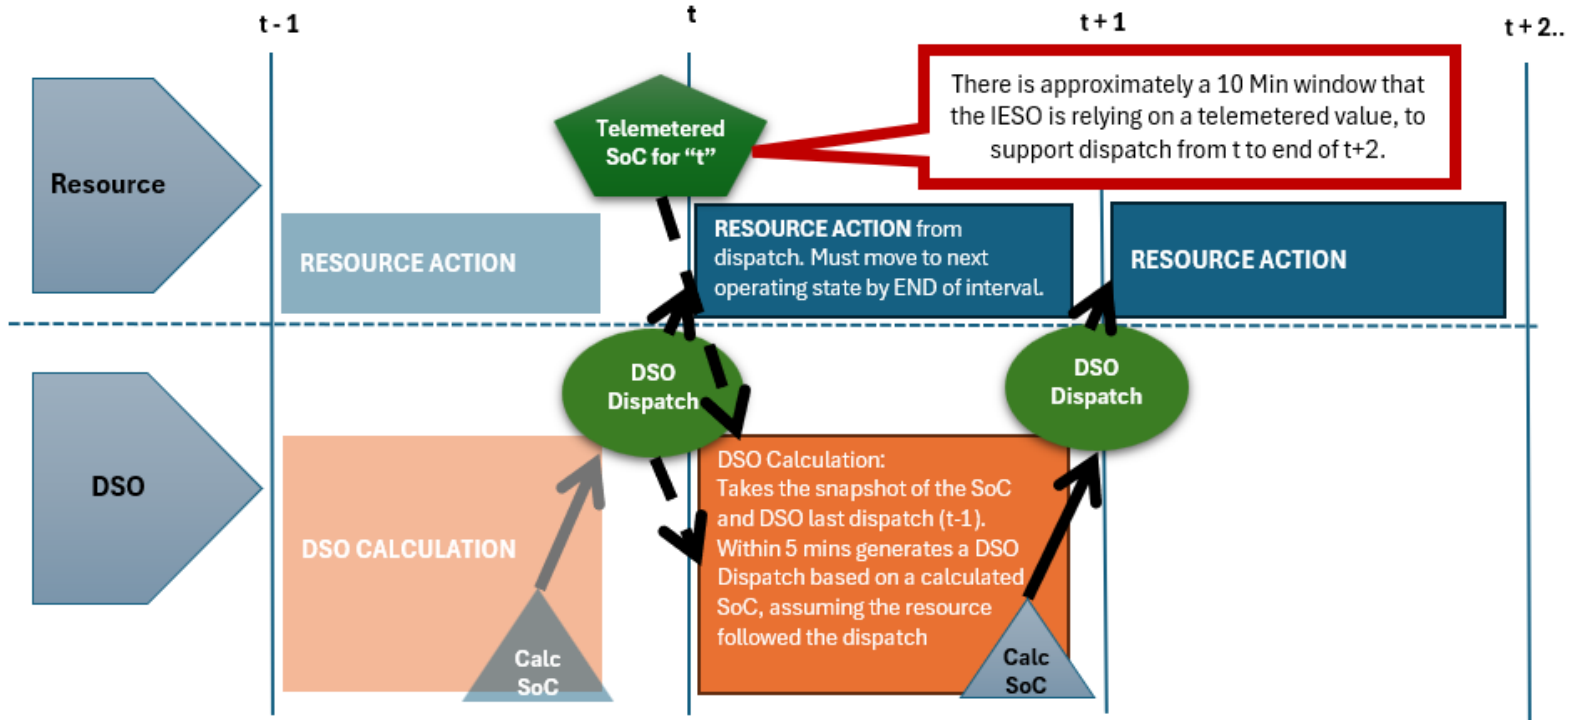 t - 1
t
t + 1
t + 2..
There is approximately a 10 Min window that
the IESO is relying on a telemetered value, to
support dispatch from t to end of t+2.
Telemetered
SoC for “t”
Resource
RESOURCE ACTION
RESOURCE ACTION from
dispatch. Must move to next
operating state by END of interval.
RESOURCE ACTION
DSO
Dispatch
DSO
Dispatch
DSO
DSO CALCULATION
Calc
SoC
DSO Calculation:
Takes the snapshot of the SoC
and DSO last dispatch (t-1).
Within 5 mins generates a DSO
Dispatch based on a calculated
SoC, assuming the resource
followed the dispatch
Calc
SoC